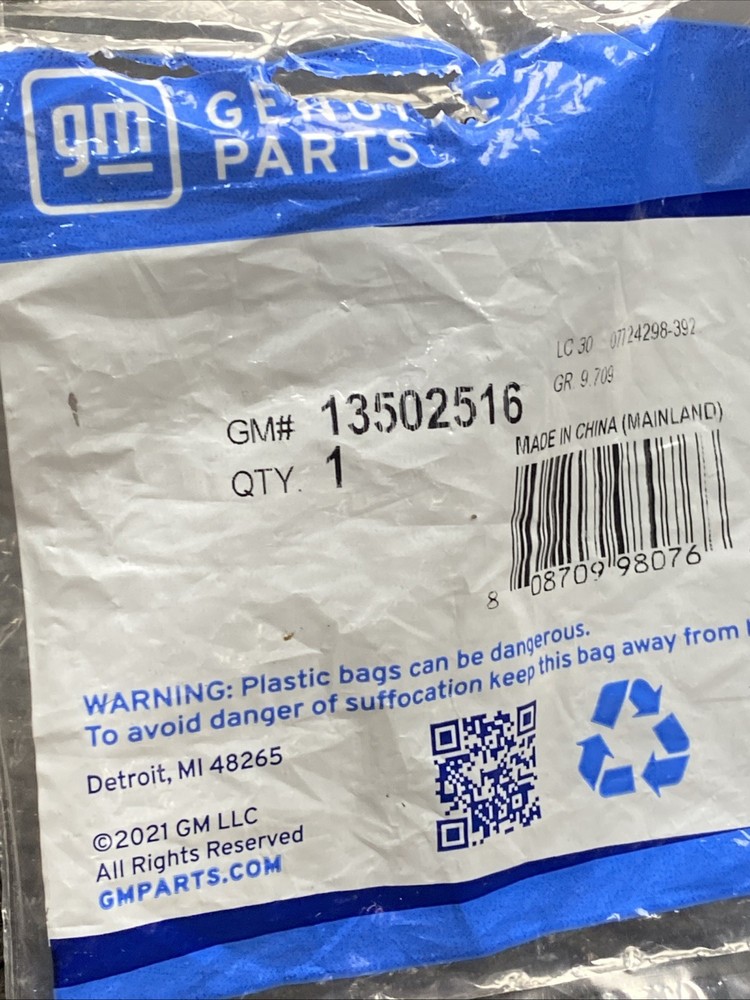 gm
GENUINE
PARTS
LC 30 07724298-392
GR 9.709
GM# 13502516
QTY. 1
MADE IN CHINA (MAINLAND)
8 08709 98076
WARNING: Plastic bags can be dangerous.
To avoid danger of suffocation keep this bag away from
Detroit, MI 48265
©2021 GM LLC
All Rights Reserved
GMPARTS.COM